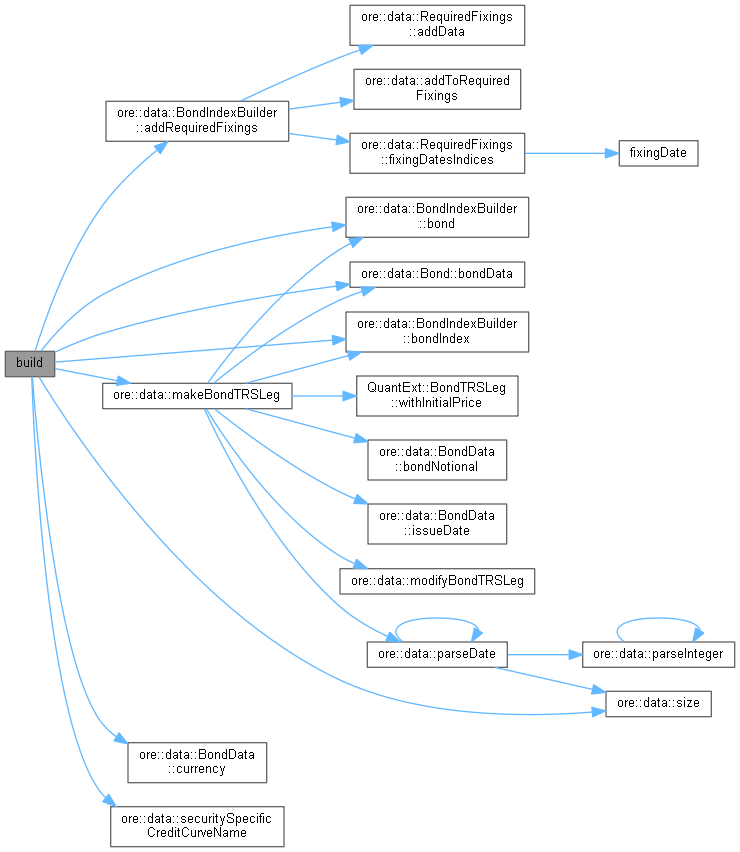 ore::data::RequiredFixings
::addData
ore::data::addToRequired
Fixings
ore::data::BondIndexBuilder
::addRequiredFixings
ore::data::RequiredFixings
::fixingDatesIndices
fixingDate
ore::data::BondIndexBuilder
::bond
ore::data::Bond::bondData
ore::data::BondIndexBuilder
::bondIndex
build
ore::data::makeBondTRSLeg
QuantExt::BondTRSLeg
::withInitialPrice
ore::data::BondData
::bondNotional
ore::data::BondData
::issueDate
ore::data::modifyBondTRSLeg
ore::data::parseDate
ore::data::parseInteger
ore::data::size
ore::data::BondData
::currency
ore::data::securitySpecific
CreditCurveName